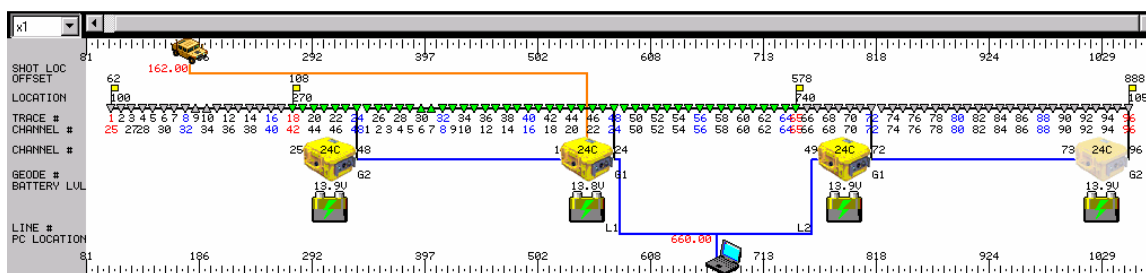 x1
81 292 397 502 608 713 818 924 1029
SHOT LOC 162.00
OFFSET 62 108 578 888
LOCATION 100 270 740 105
TRACE # 1 2 3 4 5 6 7 8 9 10 12 14 16 18 20 22 24 26 28 30 32 34 36 38 40 42 44 46 48 50 52 54 56 58 60 62 64 65 66 68 70 72 74 76 78 80 82 84 86 88 90 92 94 96
CHANNEL # 25 27 28 30 32 34 36 38 40 42 44 46 48 1 2 3 4 5 6 7 8 9 10 12 14 16 18 20 22 24 50 52 54 56 58 60 62 64 65 66 68 70 72 74 76 78 80 82 84 86 88 90 92 94 96
CHANNEL # 25 24C 48 1 24C 24 49 24C 72 73 24C 96
GEODE # G2 G1 G1 G2
BATTERY LVL 13.9V 13.8V 13.9V 13.9V
LINE # L1 L2
PC LOCATION 660.00
81 186 292 397 502 608 713 818 924 1029